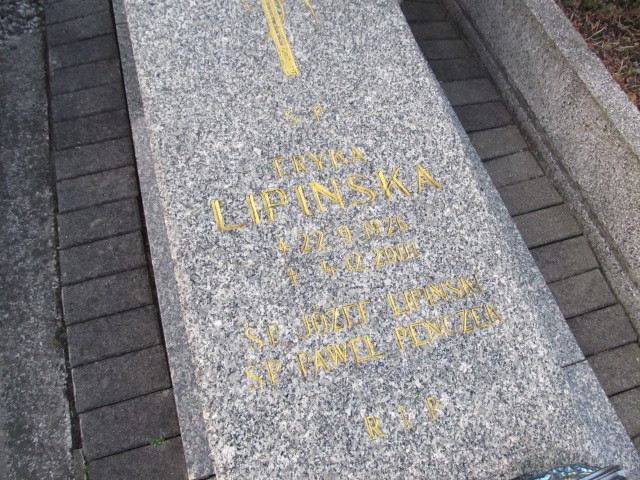 Ś P
ERYKA
LIPIŃSKA
* 22.9.1926
† 4.12.2001
ŚP. JÓZEF LIPIŃSKI
ŚP. PAWEŁ PENCZEK
R I P